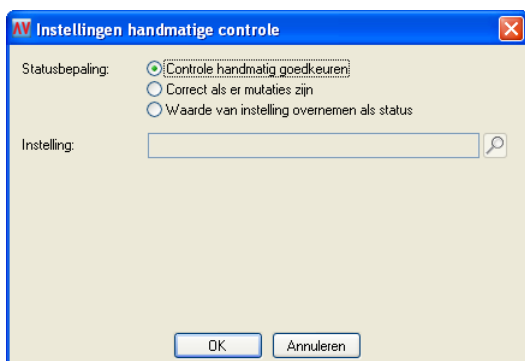 AV Instellingen handmatige controle
Statusbepaling: Controle handmatig goedkeuren
Correct als er mutaties zijn
Waarde van instelling overnemen als status
Instelling:
OK Annuleren